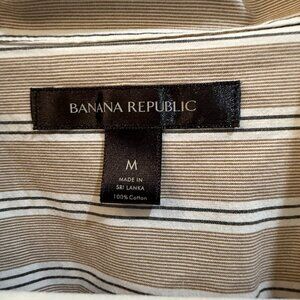 BANANA REPUBLIC
M
MADE IN
SRI LANKA
100% Cotton